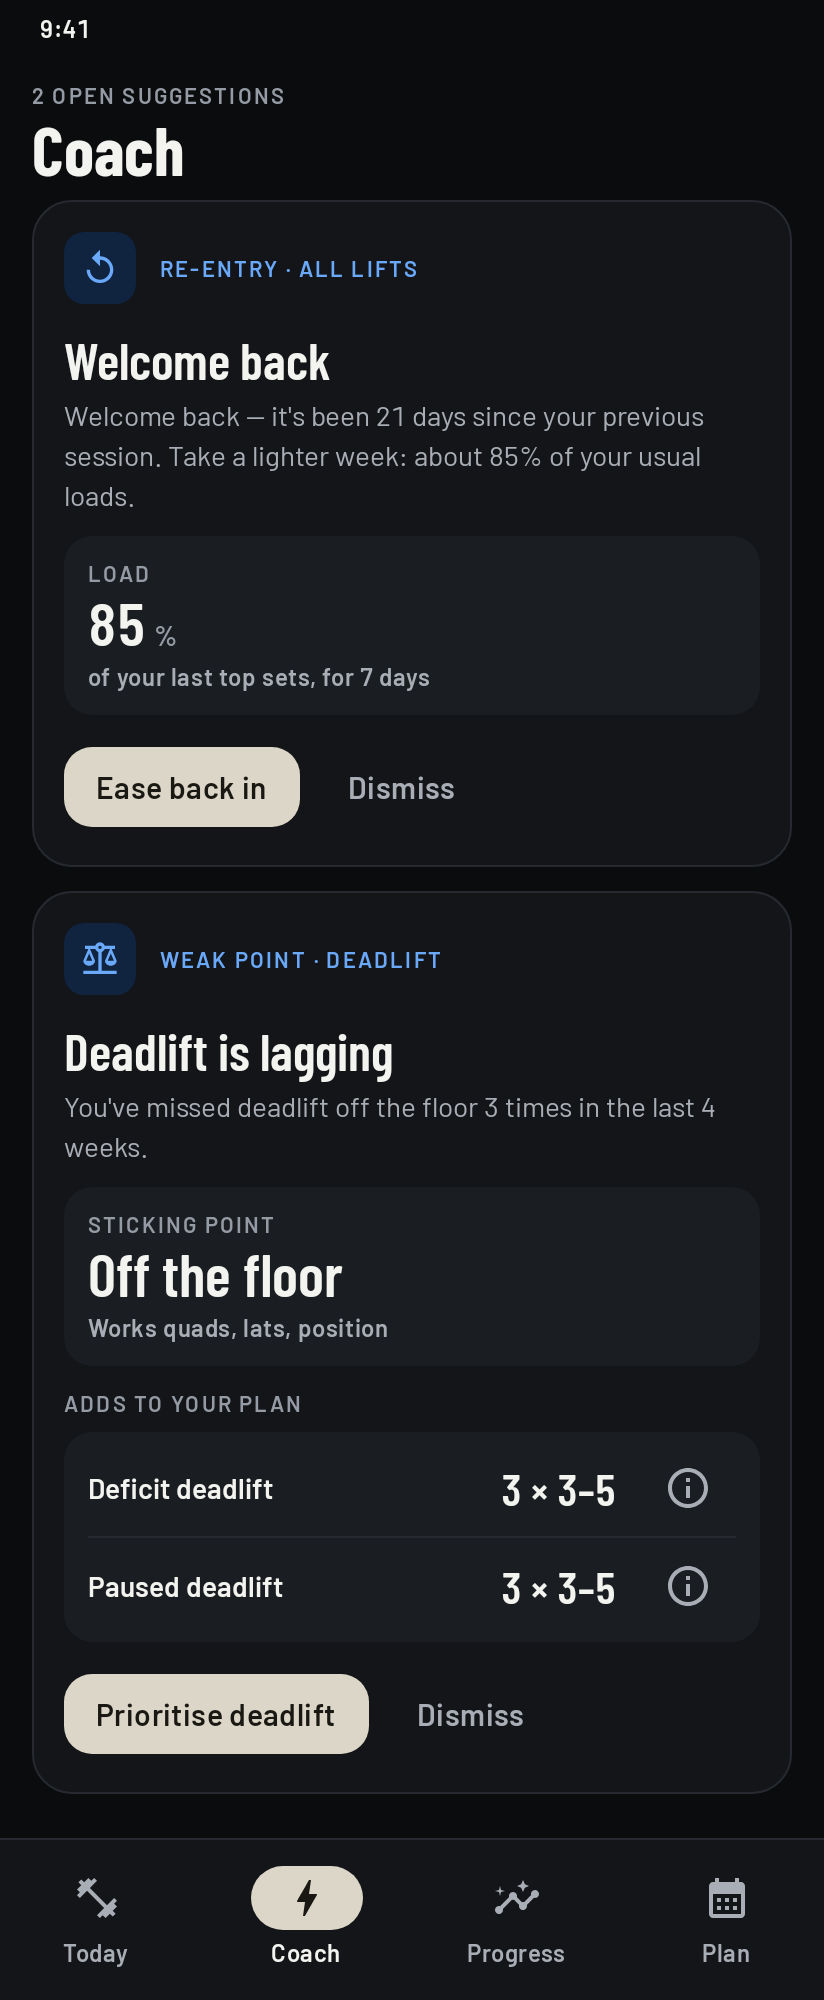 9:41
2 OPEN SUGGESTIONS
Coach
RE-ENTRY · ALL LIFTS
Welcome back
Welcome back — it's been 21 days since your previous
session. Take a lighter week: about 85% of your usual
loads.
LOAD
85 %
of your last top sets, for 7 days
Ease back in
Dismiss
WEAK POINT · DEADLIFT
Deadlift is lagging
You've missed deadlift off the floor 3 times in the last 4
weeks.
STICKING POINT
Off the floor
Works quads, lats, position
ADDS TO YOUR PLAN
Deficit deadlift 3 × 3–5
Paused deadlift 3 × 3–5
Prioritise deadlift
Dismiss
Today
Coach
Progress
Plan